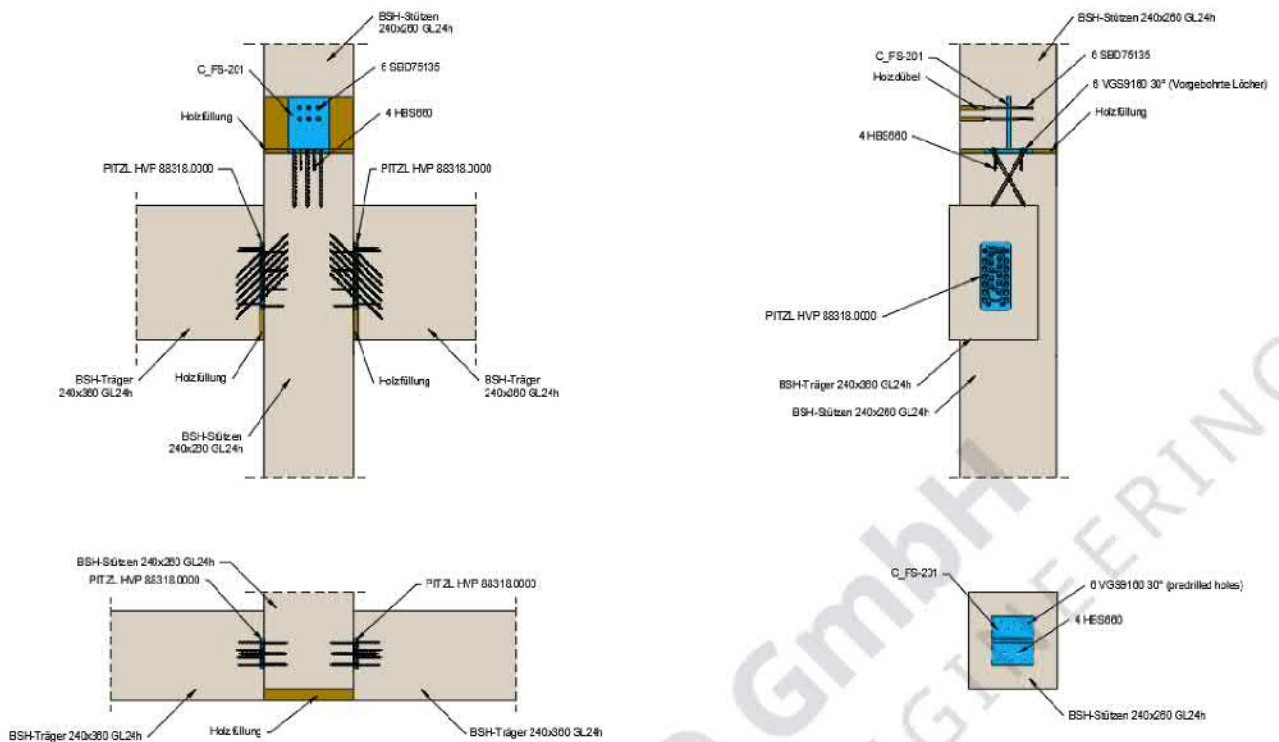 BSH-Stützen
240x260 GL24h
C_FS-201
6 SBD75135
4 HBS660
Holzfüllung
PITZL HVP 88318.0000
PITZL HVP 88318.0000
BSH-Träger
240x360 GL24h
Holzfüllung
Holzfüllung
BSH-Träger
240x360 GL24h
BSH-Stützen
240x260 GL24h
BSH-Stützen 240x260 GL24h
C_FS-201
6 SBD75135
Holzdübel
6 VGS9160 30° (Vorgebohrte Löcher)
4 HBS660
Holzfüllung
PITZL HVP 88318.0000
BSH-Träger 240x360 GL24h
BSH-Stützen 240x260 GL24h
BSH-Stützen 240x260 GL24h
PITZL HVP 88318.0000
PITZL HVP 88318.0000
BSH-Träger 240x360 GL24h
Holzfüllung
BSH-Träger 240x360 GL24h
C_FS-201
6 VGS9160 30° (predrilled holes)
4 HBS660
BSH-Stützen 240x260 GL24h
GmbH